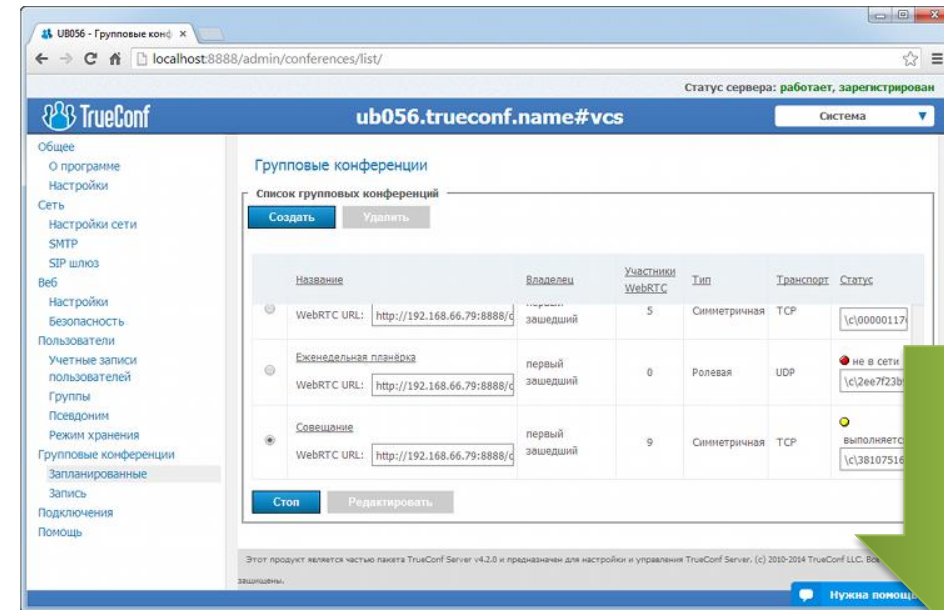 UB056 - Групповые конф
localhost:8888/admin/conferences/list/
Статус сервера: работает, зарегистрирован
TrueConf
ub056.trueconf.name#vcs
Система
Общее
О программе
Настройки
Сеть
Настройки сети
SMTP
SIP шлюз
Веб
Настройки
Безопасность
Пользователи
Учетные записи
пользователей
Группы
Псевдоним
Режим хранения
Групповые конференции
Запланированные
Запись
Подключения
Помощь
Групповые конференции
Список групповых конференций
Создать Удалить
Название Владелец Участники WebRTC Тип Транспорт Статус
WebRTC URL: http://192.168.66.79:8888/c зашедший 5 Симметричная TCP
\c\00000117
Еженедельная планёрка
WebRTC URL: http://192.168.66.79:8888/c первый зашедший 0 Ролевая UDP не в сети
\c\2ee7f23b
Совещание
WebRTC URL: http://192.168.66.79:8888/c первый зашедший 9 Симметричная TCP выполняетс
\c\38107516
Стоп Редактировать
Этот продукт является частью пакета TrueConf Server v4.2.0 и предназначен для настройки и управления TrueConf Server. (c) 2010-2014 TrueConf LLC. Все
защищены.
Нужна помощь